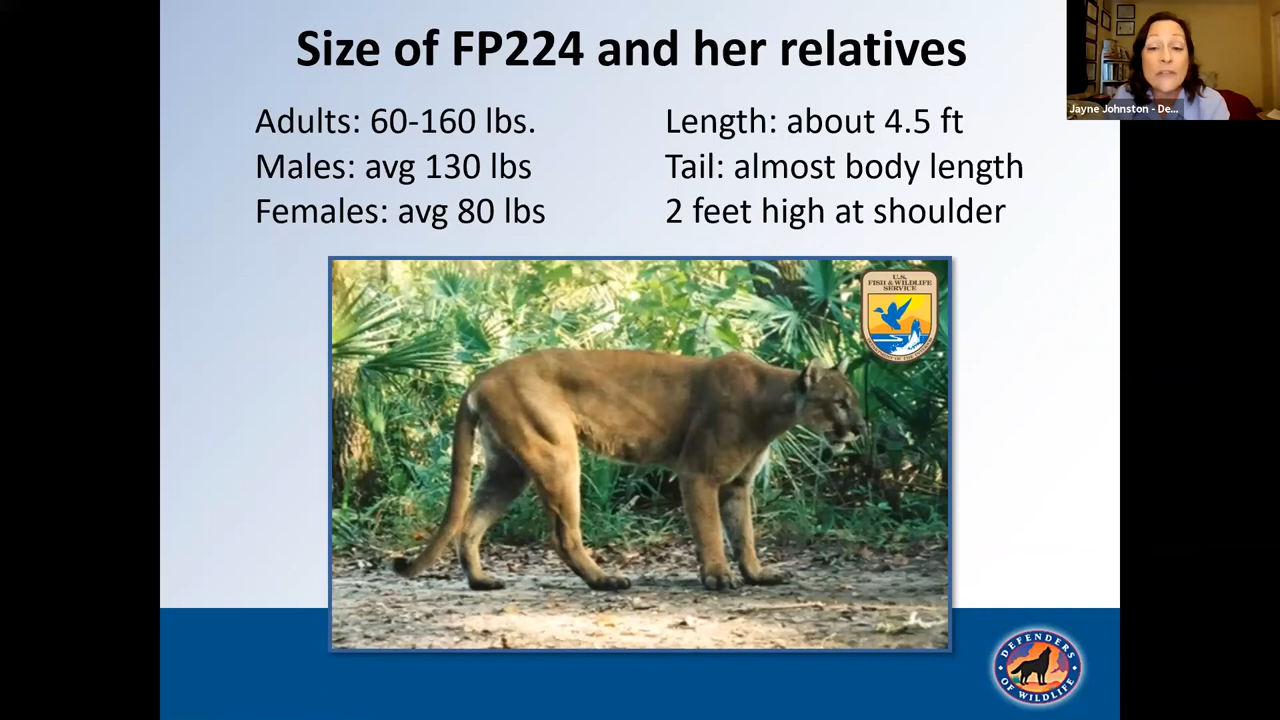 Size of FP224 and her relatives
Adults: 60-160 lbs.
Males: avg 130 lbs
Females: avg 80 lbs
Length: about 4.5 ft
Tail: almost body length
2 feet high at shoulder
Jayne Johnston - De...
U.S.
FISH & WILDLIFE
SERVICE
DEFENDERS
OF WILDLIFE